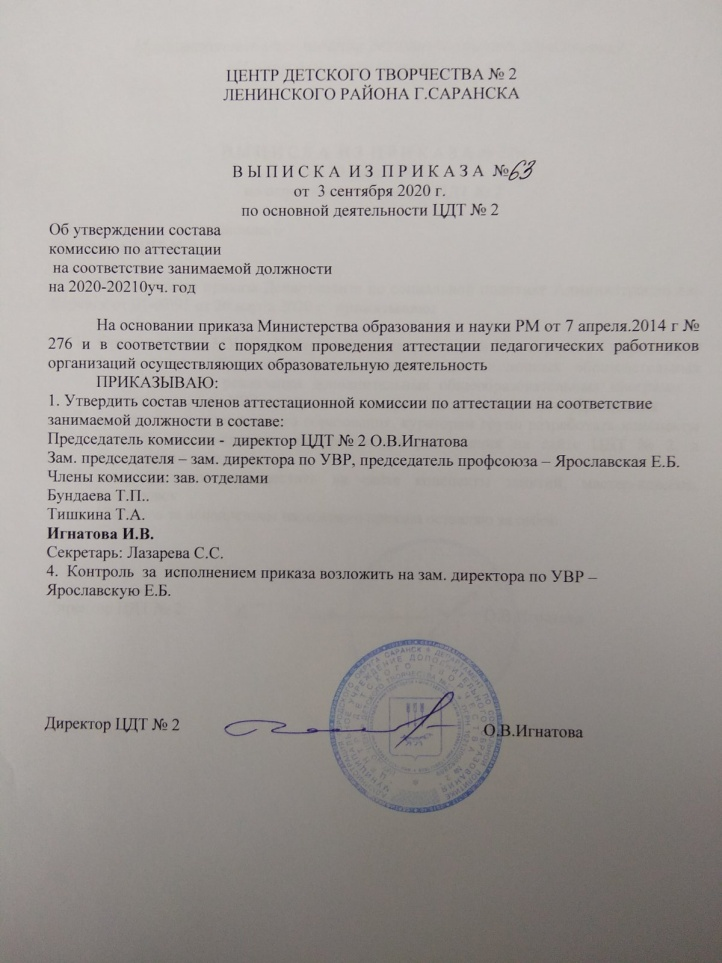 ЦЕНТР ДЕТСКОГО ТВОРЧЕСТВА № 2
ЛЕНИНСКОГО РАЙОНА Г.САРАНСКА
В Ы П И С К А  И З  П Р И К А З А  №63
от  3 сентября 2020 г.
по основной деятельности ЦДТ № 2
Об утверждении состава
комиссию по аттестации
на соответствие занимаемой должности
на 2020-20210уч. год
На основании приказа Министерства образования и науки РМ от 7 апреля.2014 г №
276 и в соответствии с порядком проведения аттестации педагогических работников
организаций осуществляющих образовательную деятельность
ПРИКАЗЫВАЮ:
1. Утвердить состав членов аттестационной комиссии по аттестации на соответствие
занимаемой должности в составе:
Председатель комиссии -  директор ЦДТ № 2 О.В.Игнатова
Зам. председателя – зам. директора по УВР, председатель профсоюза – Ярославская Е.Б.
Члены комиссии: зав. отделами
Бундаева Т.П..
Тишкина Т.А.
Игнатова И.В.
Секретарь: Лазарева С.С.
4.  Контроль  за  исполнением приказа возложить на зам. директора по УВР –
Ярославскую Е.Б.
Директор ЦДТ № 2
О.В.Игнатова